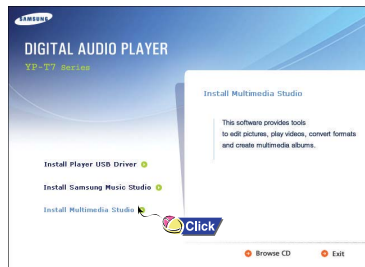 SAMSUNG
DIGITAL AUDIO PLAYER
YP-T7 Series
Install Multimedia Studio
This software provides tools
to edit pictures, play videos, convert formats
and create multimedia albums.
Install Player USB Driver
Install Samsung Music Studio
Install Multimedia Studio
Click
Browse CD
Exit